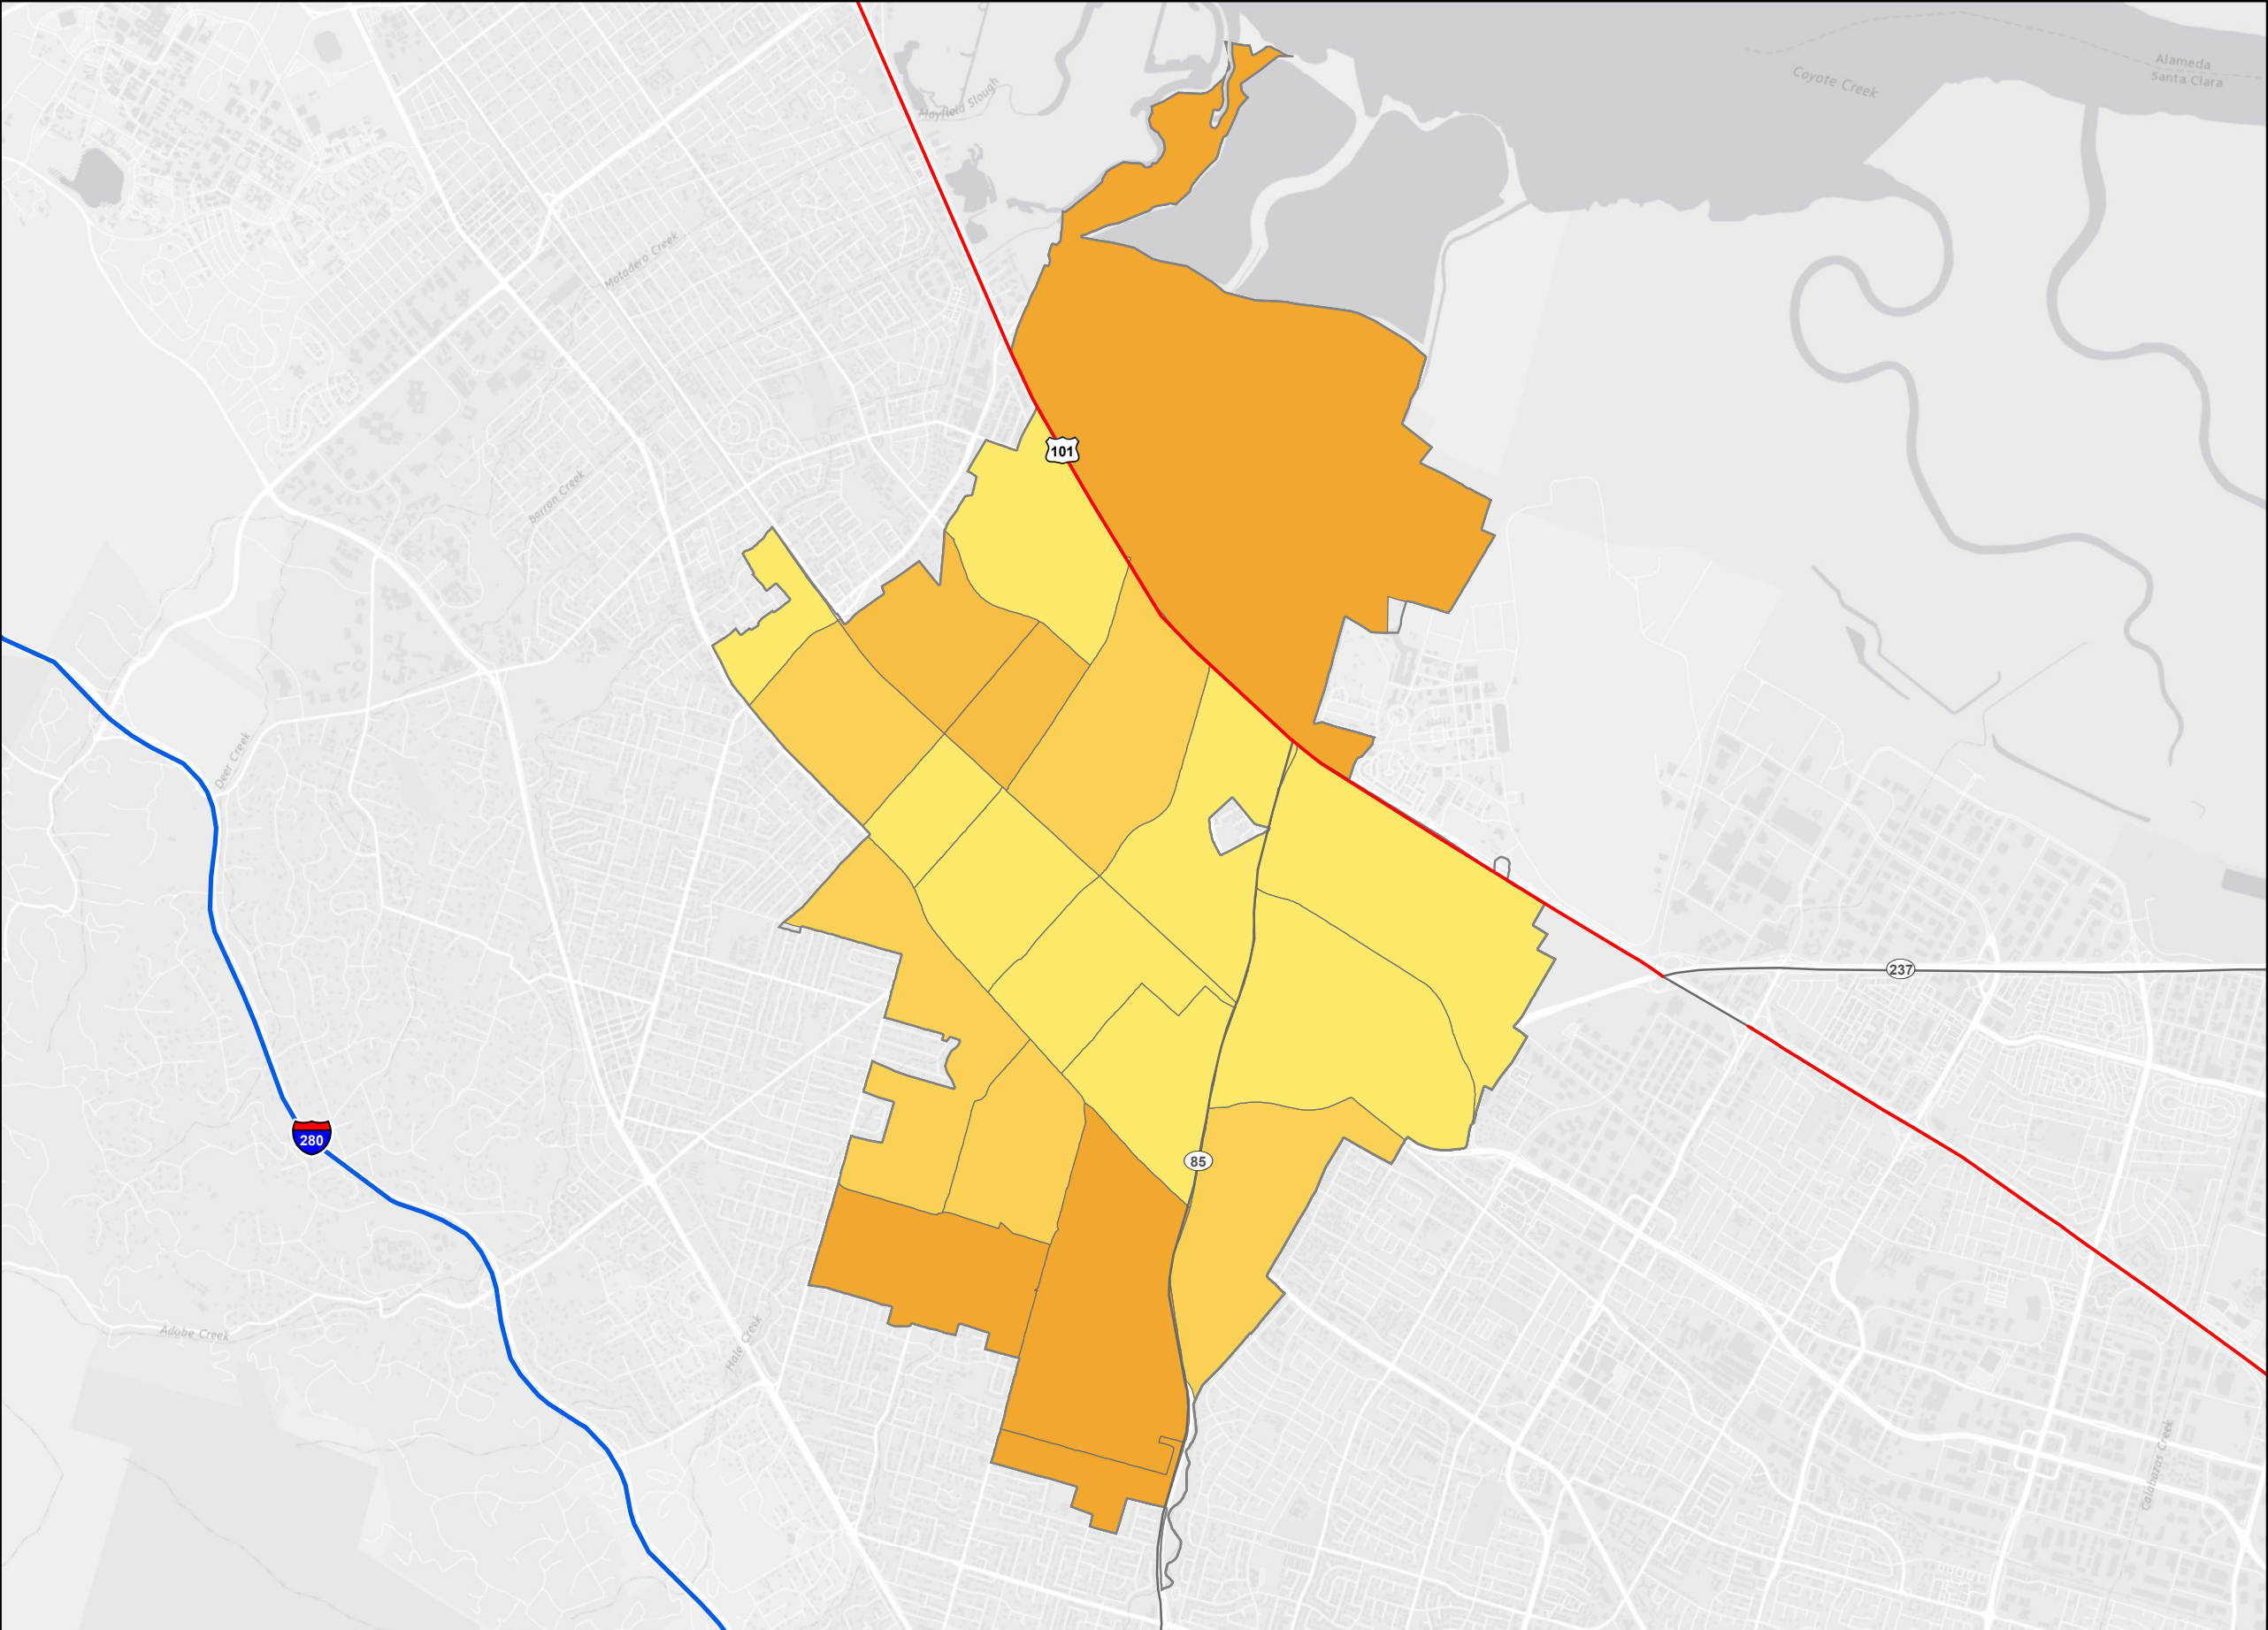 Alameda
Santa Clara
Coyote Creek
Mayfield Slough
Matadero Creek
101
Barron Creek
Deer Creek
237
280
85
Adobe Creek
Hale Creek
Calabazas Creek